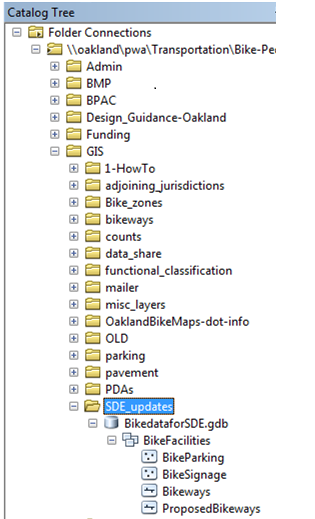 Catalog Tree
Folder Connections
\\oakland\pwa\Transportation\Bike-Pe
Admin
BMP
BPAC
Design_Guidance-Oakland
Funding
GIS
1-HowTo
adjoining_jurisdictions
Bike_zones
bikeways
counts
data_share
functional_classification
mailer
misc_layers
OaklandBikeMaps-dot-info
OLD
parking
pavement
PDAs
SDE_updates
BikedataforSDE.gdb
BikeFacilities
BikeParking
BikeSignage
Bikeways
ProposedBikeways